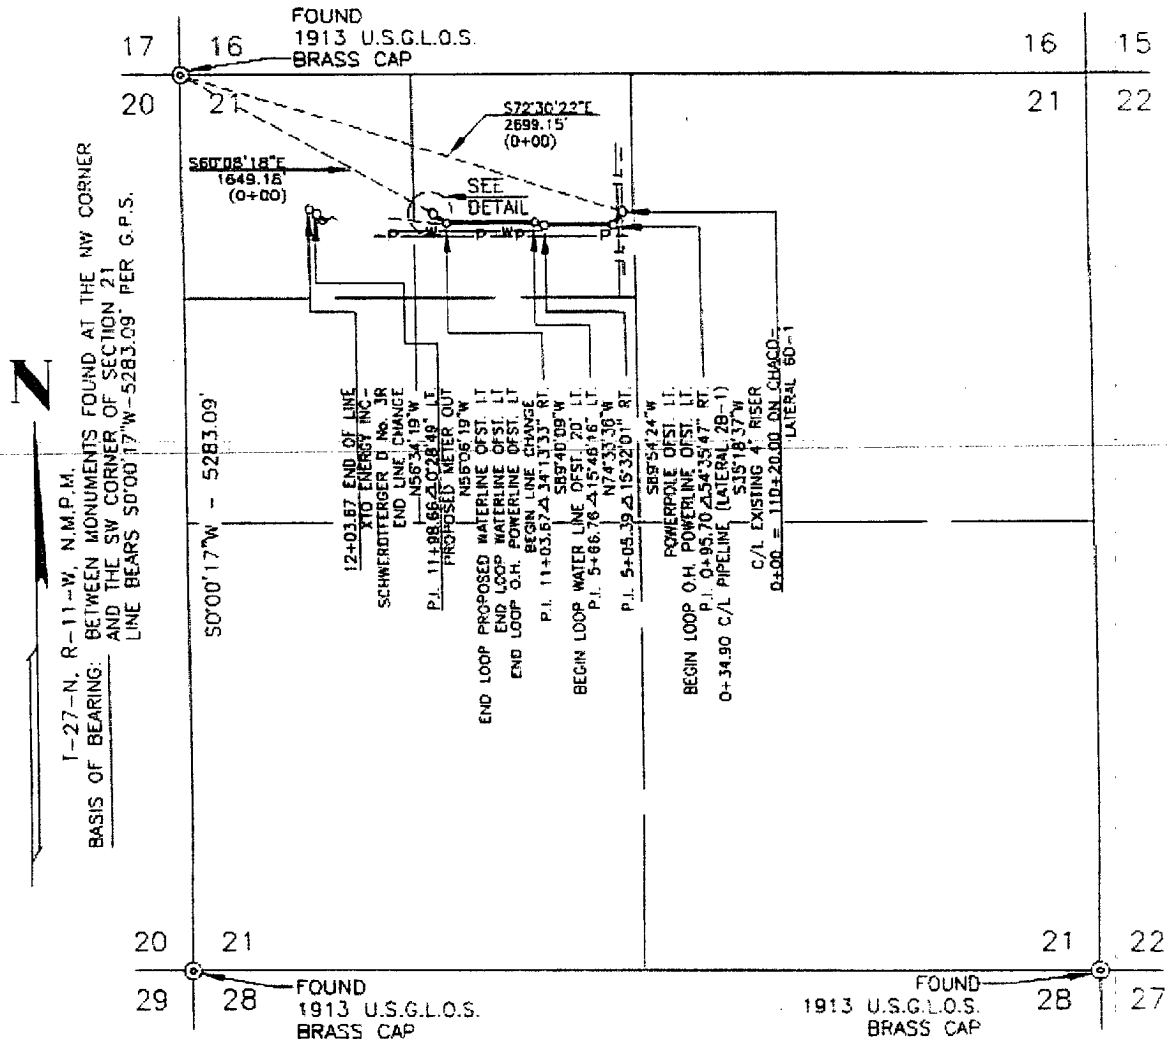 FOUND
1913 U.S.G.L.O.S.
BRASS CAP
17 16
20 21
16 15
21 22
S72°30'22"E
2699.15'
(0+00)
S60°08'18"E
1649.18'
(0+00)
SEE
DETAIL
P W P WP P
N
T-27-N, R-11-W, N.M.P.M.
BASIS OF BEARING: BETWEEN MONUMENTS FOUND AT THE NW CORNER
AND THE SW CORNER OF SECTION 21
LINE BEARS S0°00'17"W-5283.09' PER G.P.S.
S0°00'17"W - 5283.09'
12+03.67 END OF LINE
XTO ENERGY INC.-
SCHWERDTFERGER D No. 3R
END LINE CHANGE
N56°34'19"W
P.I. 11+98.66 Δ 0°28'49" LT.
PROPOSED METER OUT
N56°06'19"W
END LOOP PROPOSED WATERLINE OFST. LT
END LOOP WATERLINE OFST. LT
END LOOP O.H. POWERLINE OFST. LT
BEGIN LINE CHANGE
P.I. 11+03.67 Δ 34°13'33" RT.
S89°40'09"W
BEGIN LOOP WATER LINE OFST. 20' LT.
P.I. 5+66.76 Δ 15°46'16" LT.
N74°33'36"W
P.I. 5+05.39 Δ 15°32'01" RT.
S89°54'24"W
POWERPOLE OFST. LT.
BEGIN LOOP O.H. POWERLINE OFST. LT.
P.I. 0+95.70 Δ 54°35'47" RT.
0+34.90 C/L PIPELINE (LATERAL 2B-1)
S35°18'37"W
C/L EXISTING 4" RISER
0+00 = 110+20.00 ON CHACO-
LATERAL 6D-1
20 21
29 28
FOUND
1913 U.S.G.L.O.S.
BRASS CAP
21 22
28 27
FOUND
1913 U.S.G.L.O.S.
BRASS CAP